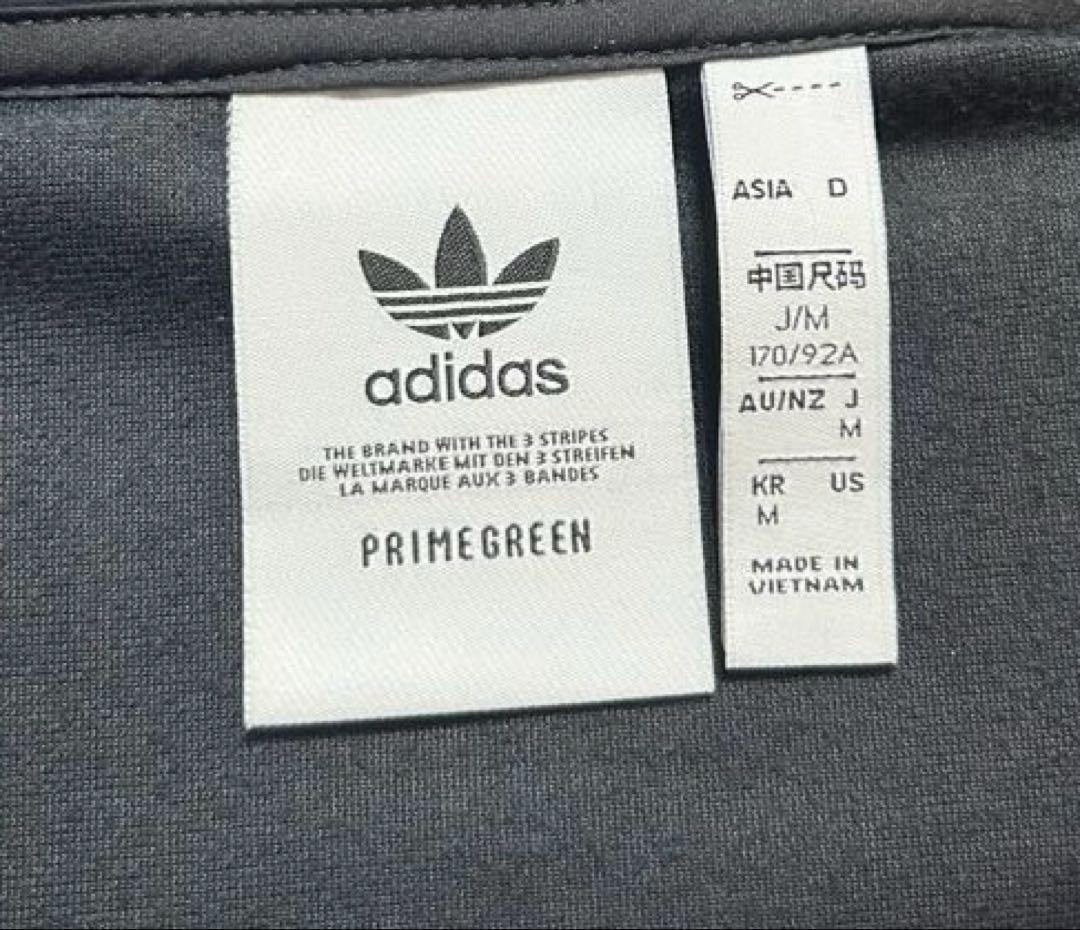 adidas
THE BRAND WITH THE 3 STRIPES
DIE WELTMARKE MIT DEN 3 STREIFEN
LA MARQUE AUX 3 BANDES
PRIMEGREEN
ASIA D
中国尺码
J/M
170/92A
AU/NZ J
M
KR US
M
MADE IN
VIETNAM